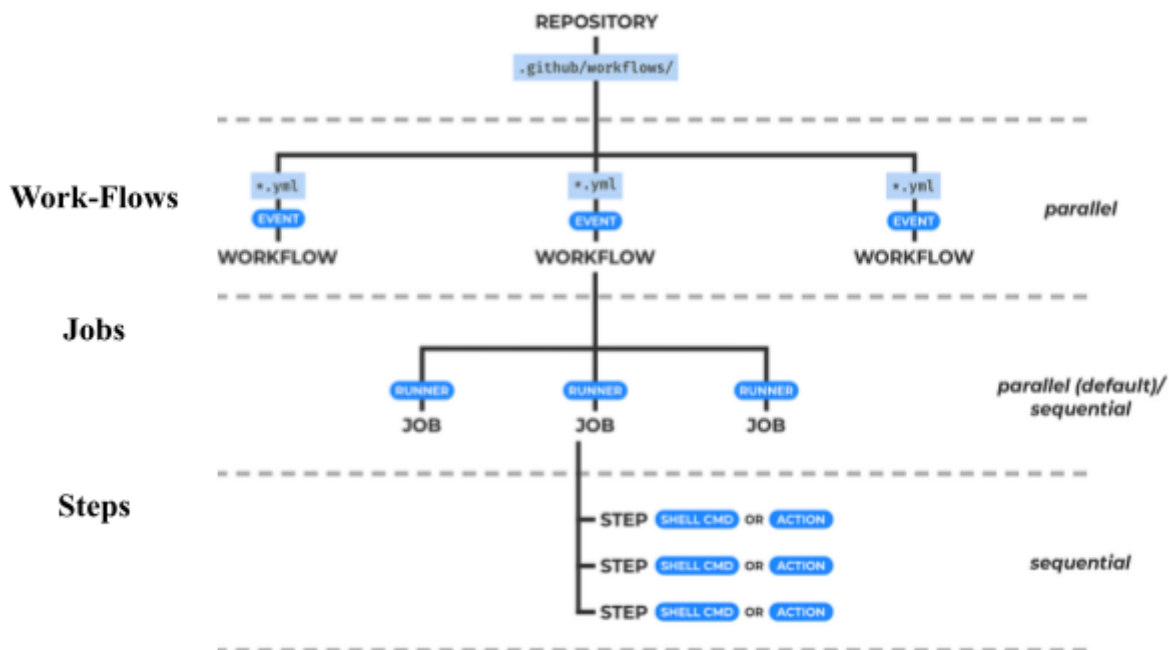 REPOSITORY
.github/workflows/
Work-Flows
*.yml *.yml *.yml
EVENT EVENT EVENT
parallel
WORKFLOW WORKFLOW WORKFLOW
Jobs
RUNNER RUNNER RUNNER
parallel (default)/
sequential
JOB JOB JOB
Steps
STEP SHELL CMD OR ACTION
STEP SHELL CMD OR ACTION
sequential
STEP SHELL CMD OR ACTION